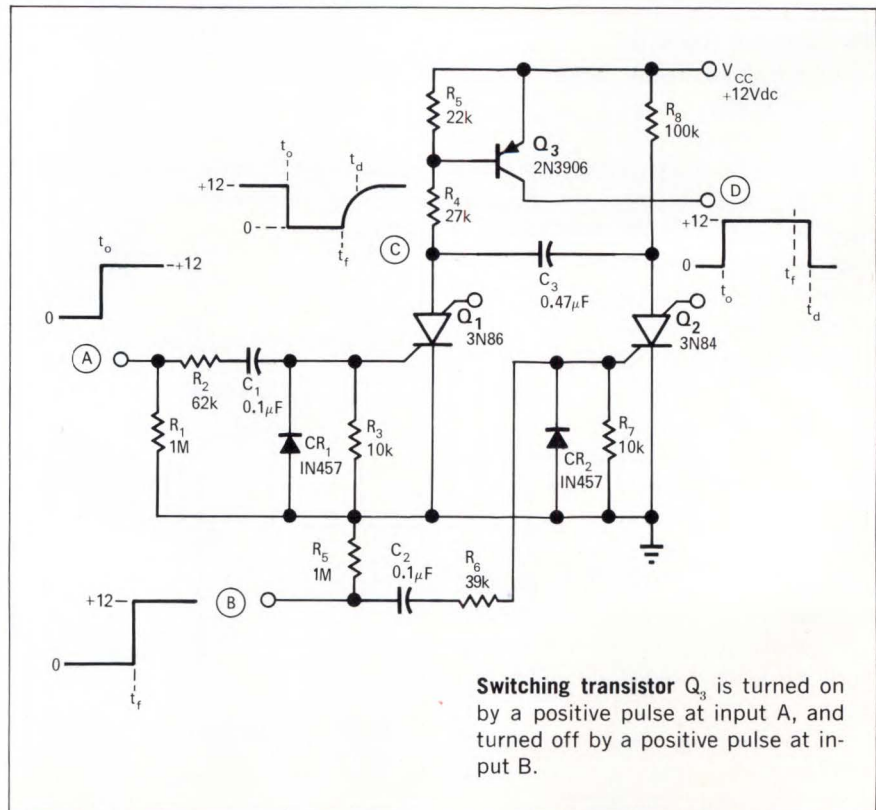 V_CC
+12Vdc
R_5
22k
R_8
100k
Q_3
2N3906
D
t_o
t_d
+12
0
t_f
R_4
27k
C
C_3
0.47μF
+12
0
t_o
t_f
t_d
t_o
+12
0
Q_1
3N86
Q_2
3N84
A
R_2
62k
C_1
0.1μF
R_1
1M
CR_1
IN457
R_3
10k
CR_2
IN457
R_7
10k
R_5
1M
C_2
0.1μF
R_6
39k
+12
B
0
t_f
Switching transistor Q_3 is turned on
by a positive pulse at input A, and
turned off by a positive pulse at in-
put B.